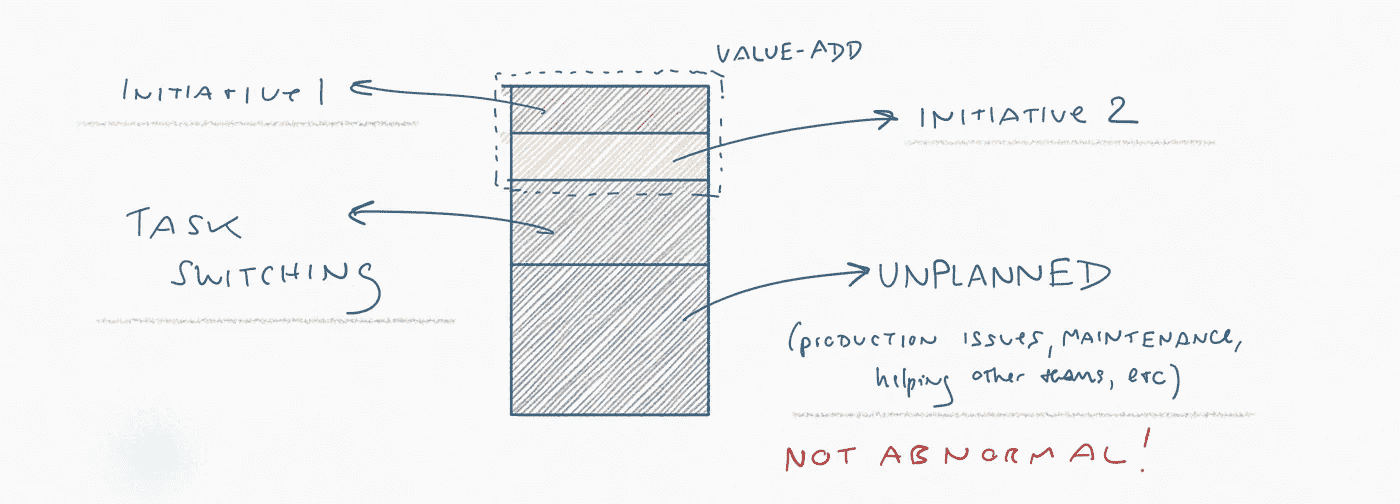 VALUE-ADD
INITIATIVE 1
INITIATIVE 2
TASK
SWITCHING
UNPLANNED
(PRODUCTION ISSUES, MAINTENANCE,
helping other teams, etc)
NOT ABNORMAL!